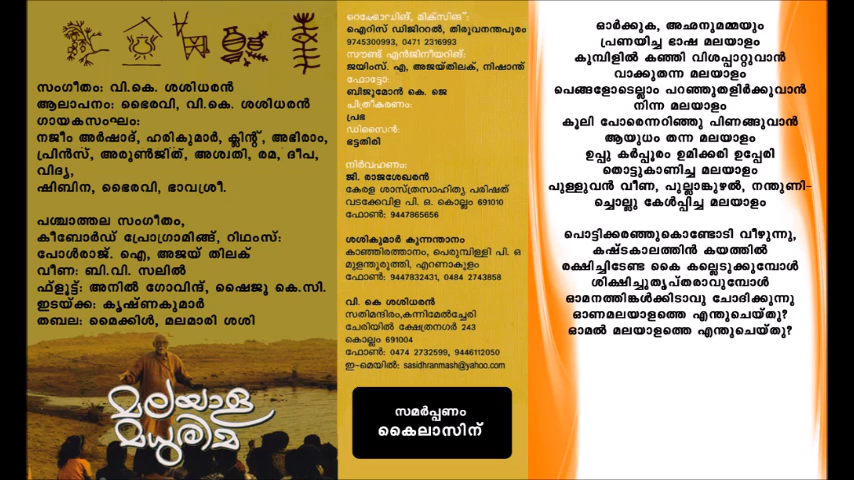 സംഗീതം: വി.കെ. ശശിധരൻ
ആലാപനം: ഭൈരവി, വി.കെ. ശശിധരൻ
ഗായകസംഘം:
നജീം അർഷാദ്, ഹരികുമാർ, ക്ലിന്റ്, അഭിരാം,
പ്രിൻസ്, അരുൺജിത്, അശ്വതി, രമ, ദീപ,
വിദ്യ,
ഷിബിന, ഭൈരവി, ഭാവശ്രീ.
പശ്ചാത്തല സംഗീതം,
കീബോർഡ് പ്രോഗ്രാമിങ്ങ്, റിഥംസ്:
പോൾരാജ്. ഐ, അജയ് തിലക്
വീണ: ബി.വി. സലിൽ
ഫ്ളൂട്ട്: അനിൽ ഗോവിന്ദ്, ഷൈജു കെ.സി.
ഇടയ്ക്ക: കൃഷ്ണകുമാർ
തബല: മൈക്കിൾ, മലമാരി ശശി
മലയാള
മധുരിമ
റെക്കോഡിങ്, മിക്സിങ്:
ഐറിസ് ഡിജിറ്റൽ, തിരുവനന്തപുരം
9745300993, 0471 2316993
സൗണ്ട് എൻജിനീയറിങ്:
ജയിംസ്. എ, അജയ്തിലക്, നിഷാന്ത്
ഫോട്ടോ:
ബിജുമോൻ കെ. ജെ
ചിത്രീകരണം:
പ്രഭ
ഡിസൈൻ:
ഭട്ടതിരി
നിർവഹണം:
ജി. രാജശേഖരൻ
കേരള ശാസ്ത്രസാഹിത്യ പരിഷത്
വടക്കേവിള പി. ഒ. കൊല്ലം 691010
ഫോൺ: 9447865656
ശശികുമാർ കുന്നന്താനം
കാഞ്ഞിരത്താനം, പെരുമ്പിള്ളി പി. ഒ
മുളന്തുരുത്തി, എറണാകുളം
ഫോൺ: 9447832431, 0484 2743858
വി. കെ ശശിധരൻ
സതിമന്ദിരം,കന്നിമേൽച്ചേരി
ചേരിയിൽ ക്ഷേത്രനഗർ 243
കൊല്ലം 691004
ഫോൺ: 0474 2732599, 9446112050
ഇ-മെയിൽ: sasidhranmash@yahoo.com
സമർപ്പണം
കൈലാസിന്
ഓർക്കുക, അഛനുമമ്മയും
പ്രണയിച്ച ഭാഷ മലയാളം
കുമ്പിളിൽ കഞ്ഞി വിശപ്പാറ്റുവാൻ
വാക്കുതന്ന മലയാളം
പെങ്ങളോടെല്ലാം പറഞ്ഞുതളിർക്കുവാൻ
നിന്ന മലയാളം
കൂലി പോരെന്നറിഞ്ഞു പിണങ്ങുവാൻ
ആയുധം തന്ന മലയാളം
ഉപ്പു കർപ്പൂരം ഉമിക്കരി ഉപ്പേരി
തൊട്ടുകാണിച്ച മലയാളം
പുള്ളുവൻ വീണ, പുല്ലാങ്കുഴൽ, നന്തുണി-
ച്ചൊല്ലു കേൾപ്പിച്ച മലയാളം
പൊട്ടിക്കരഞ്ഞുകൊണ്ടോടി വീഴുന്നു,
കഷ്ടകാലത്തിൻ കയത്തിൽ
രക്ഷിച്ചിടേണ്ട കൈ കല്ലെടുക്കുമ്പോൾ
ശിക്ഷിച്ചുതൃപ്തരാവുമ്പോൾ
ഓമനത്തിങ്കൾക്കിടാവു ചോദിക്കുന്നു
ഓണമലയാളത്തെ എന്തുചെയ്തു?
ഓമൽ മലയാളത്തെ എന്തുചെയ്തു?